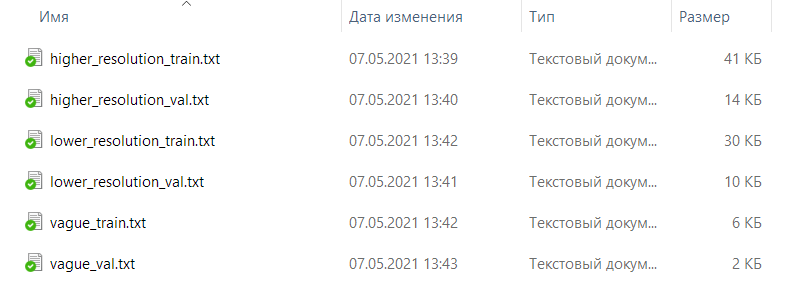 Имя Дата изменения Тип Размер
higher_resolution_train.txt 07.05.2021 13:39 Текстовый докум... 41 КБ
higher_resolution_val.txt 07.05.2021 13:40 Текстовый докум... 14 КБ
lower_resolution_train.txt 07.05.2021 13:42 Текстовый докум... 30 КБ
lower_resolution_val.txt 07.05.2021 13:41 Текстовый докум... 10 КБ
vague_train.txt 07.05.2021 13:42 Текстовый докум... 6 КБ
vague_val.txt 07.05.2021 13:43 Текстовый докум... 2 КБ